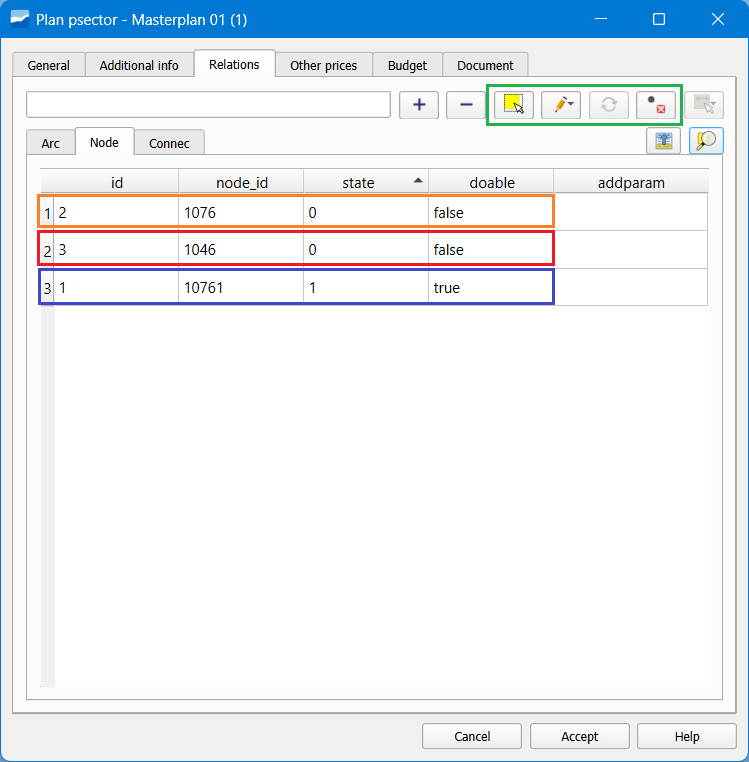 Plan psector - Masterplan 01 (1)
General Additional info Relations Other prices Budget Document
Arc Node Connec
id node_id state doable addparam
1 2 1076 0 false
2 3 1046 0 false
3 1 10761 1 true
Cancel Accept Help